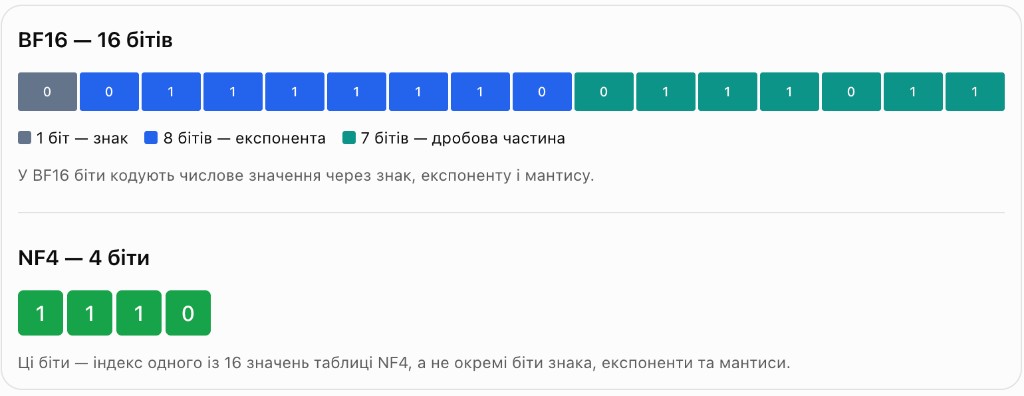 BF16 — 16 бітів
0 0 1 1 1 1 1 1 0 0 1 1 1 0 1 1
1 біт — знак 8 бітів — експонента 7 бітів — дробова частина
У BF16 біти кодують числове значення через знак, експоненту і мантису.
NF4 — 4 біти
1 1 1 0
Ці біти — індекс одного із 16 значень таблиці NF4, а не окремі біти знака, експоненти та мантиси.